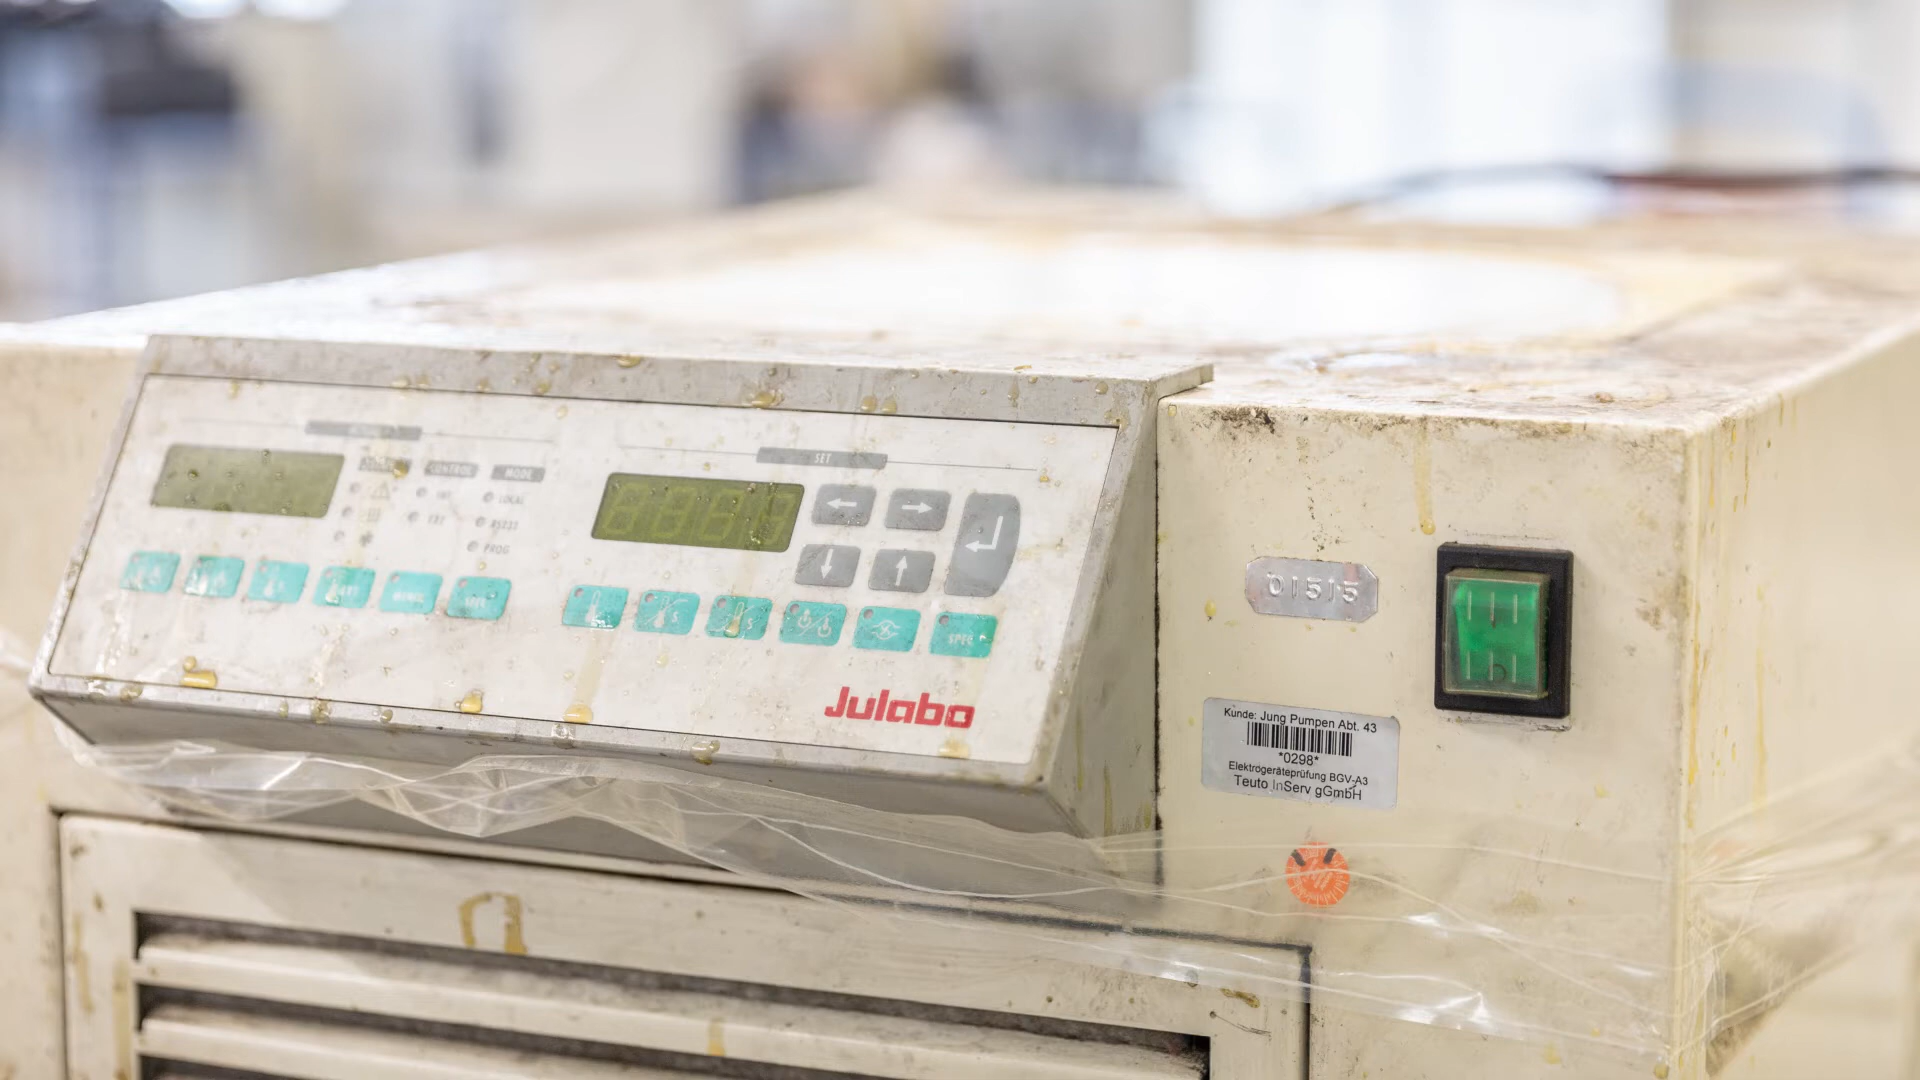 CONTROL
MODE
SET
INT
LOCAL
EXT
RS232
PROG
SPEC
Julabo
01515
Kunde: Jung Pumpen Abt. 43
*0298*
Elektrogeräteprüfung BGV-A3
Teuto InServ gGmbH